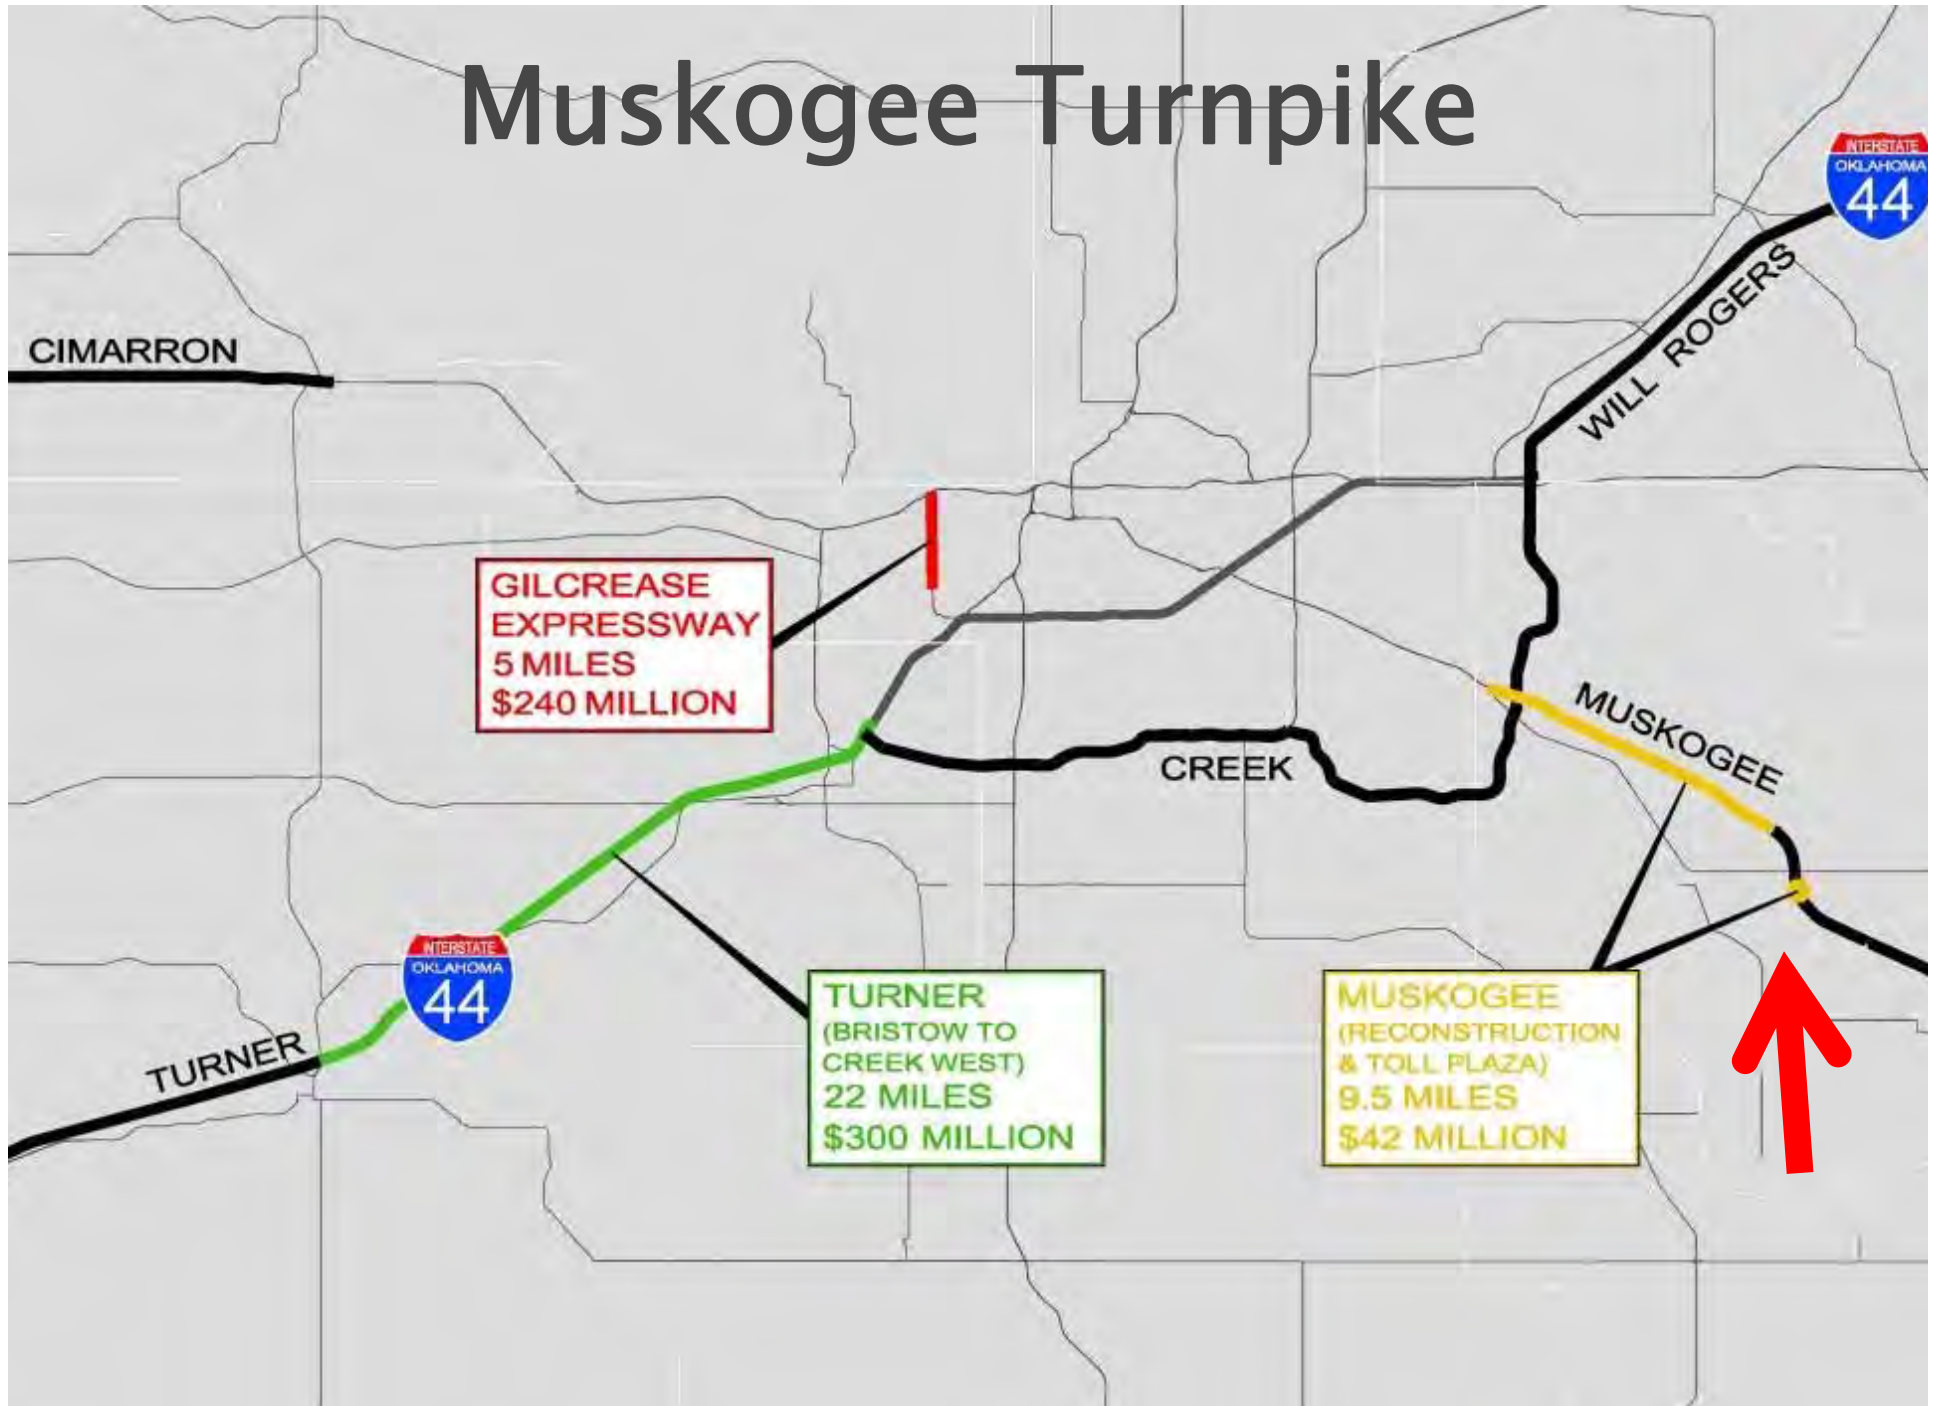 Muskogee Turnpike
INTERSTATE
OKLAHOMA
44
WILL ROGERS
CIMARRON
GILCREASE
EXPRESSWAY
5 MILES
$240 MILLION
MUSKOGEE
CREEK
INTERSTATE
OKLAHOMA
44
TURNER
TURNER
(BRISTOW TO
CREEK WEST)
22 MILES
$300 MILLION
MUSKOGEE
(RECONSTRUCTION
& TOLL PLAZA)
9.5 MILES
$42 MILLION